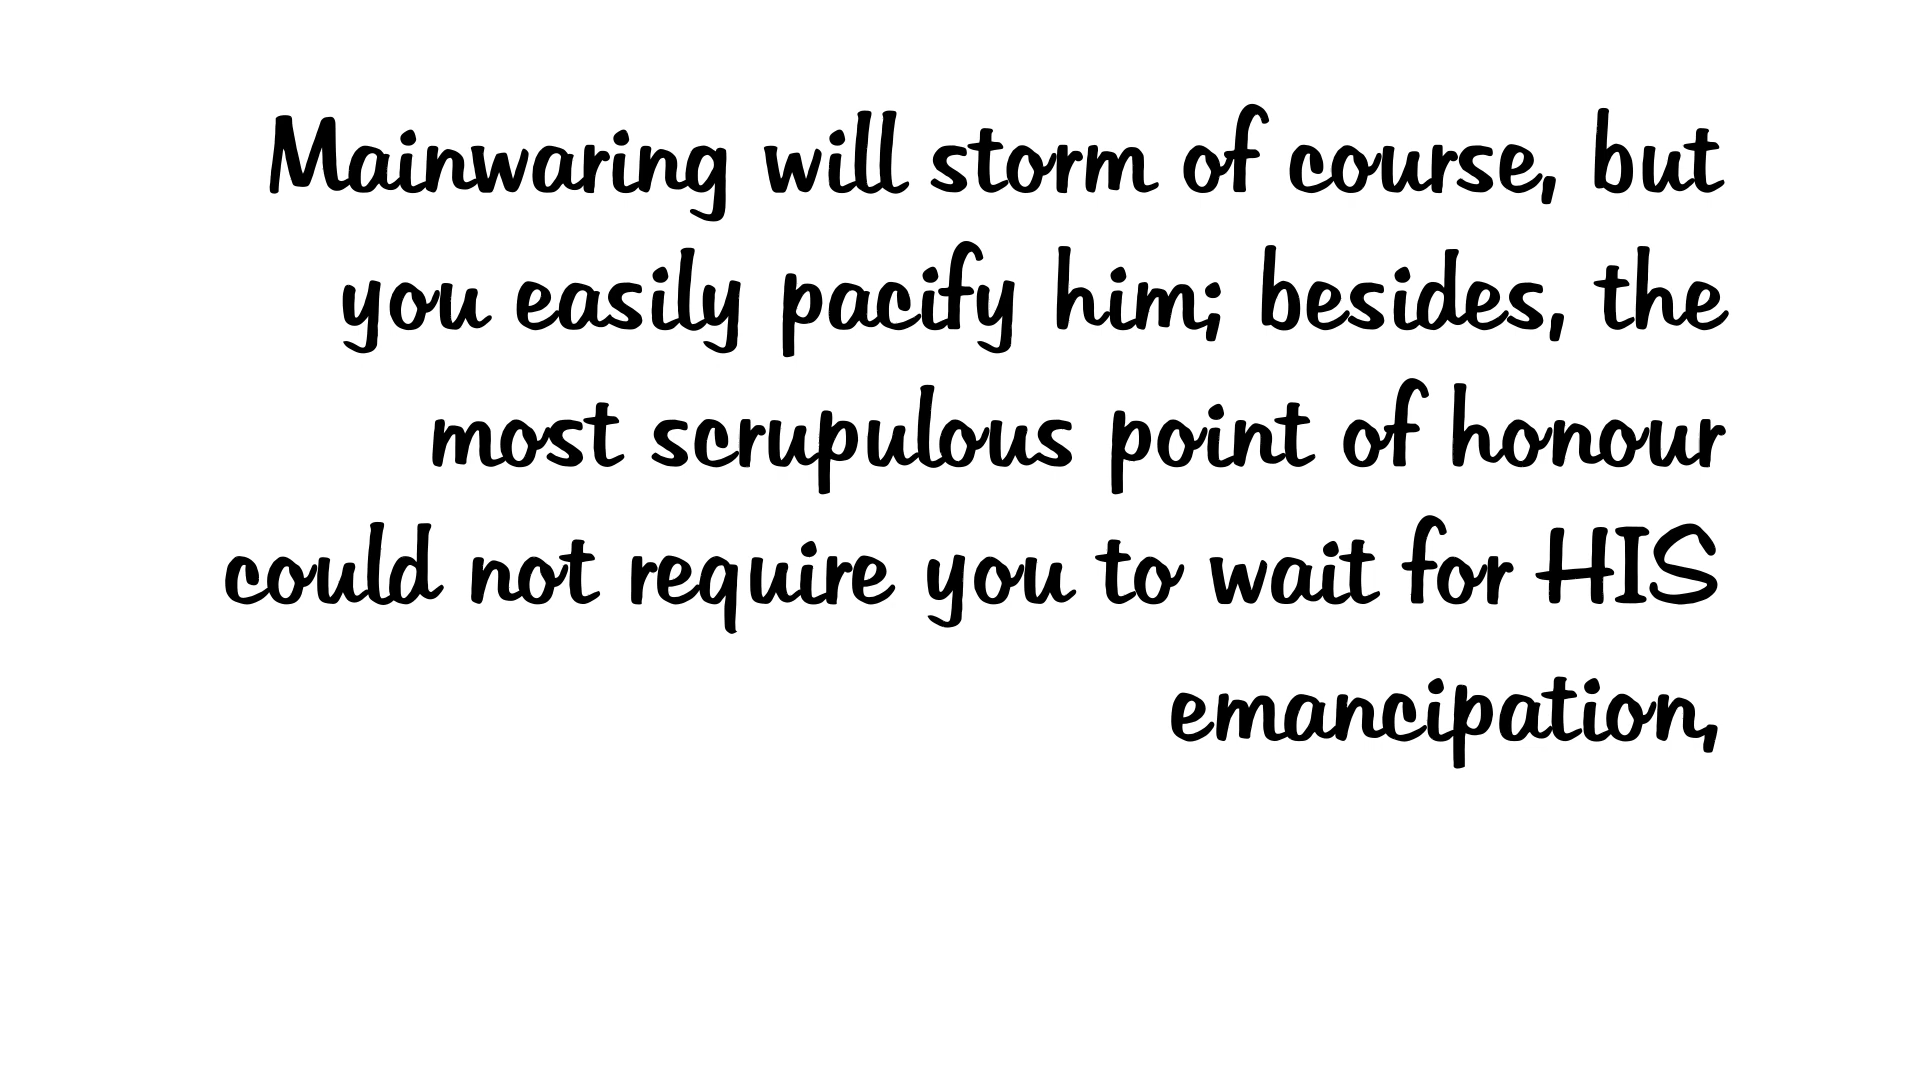 Mainwaring will storm of course, but
you easily pacify him; besides, the
most scrupulous point of honour
could not require you to wait for HIS
emancipation,